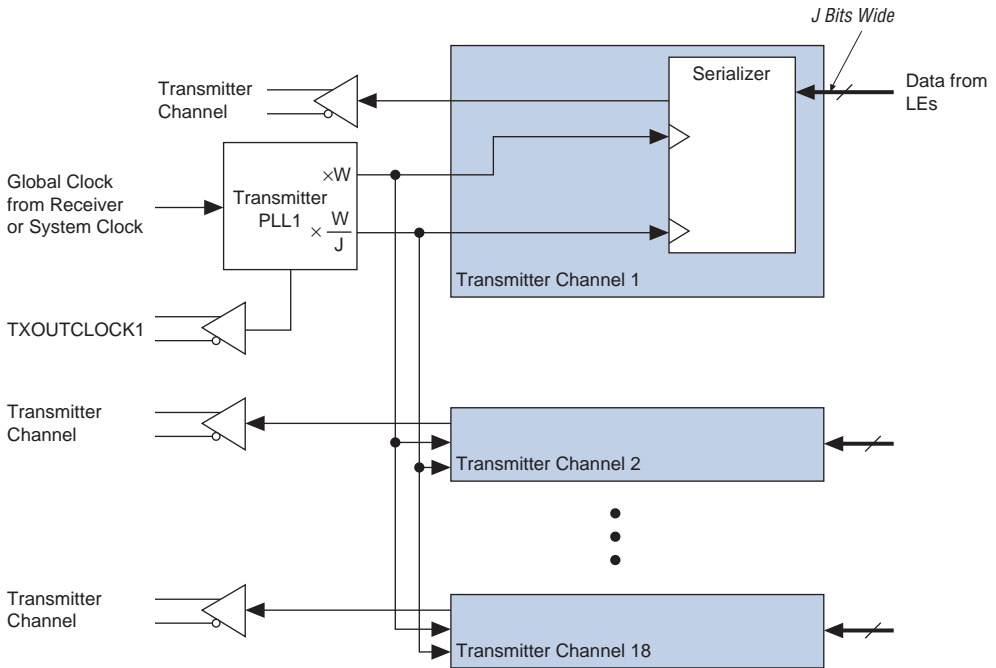 J Bits Wide
Serializer
Transmitter
Channel
Data from
LEs
Global Clock
from Receiver
or System Clock
×W
Transmitter
PLL1
× W
J
Transmitter Channel 1
TXOUTCLOCK1
Transmitter
Channel
Transmitter Channel 2
Transmitter
Channel
Transmitter Channel 18